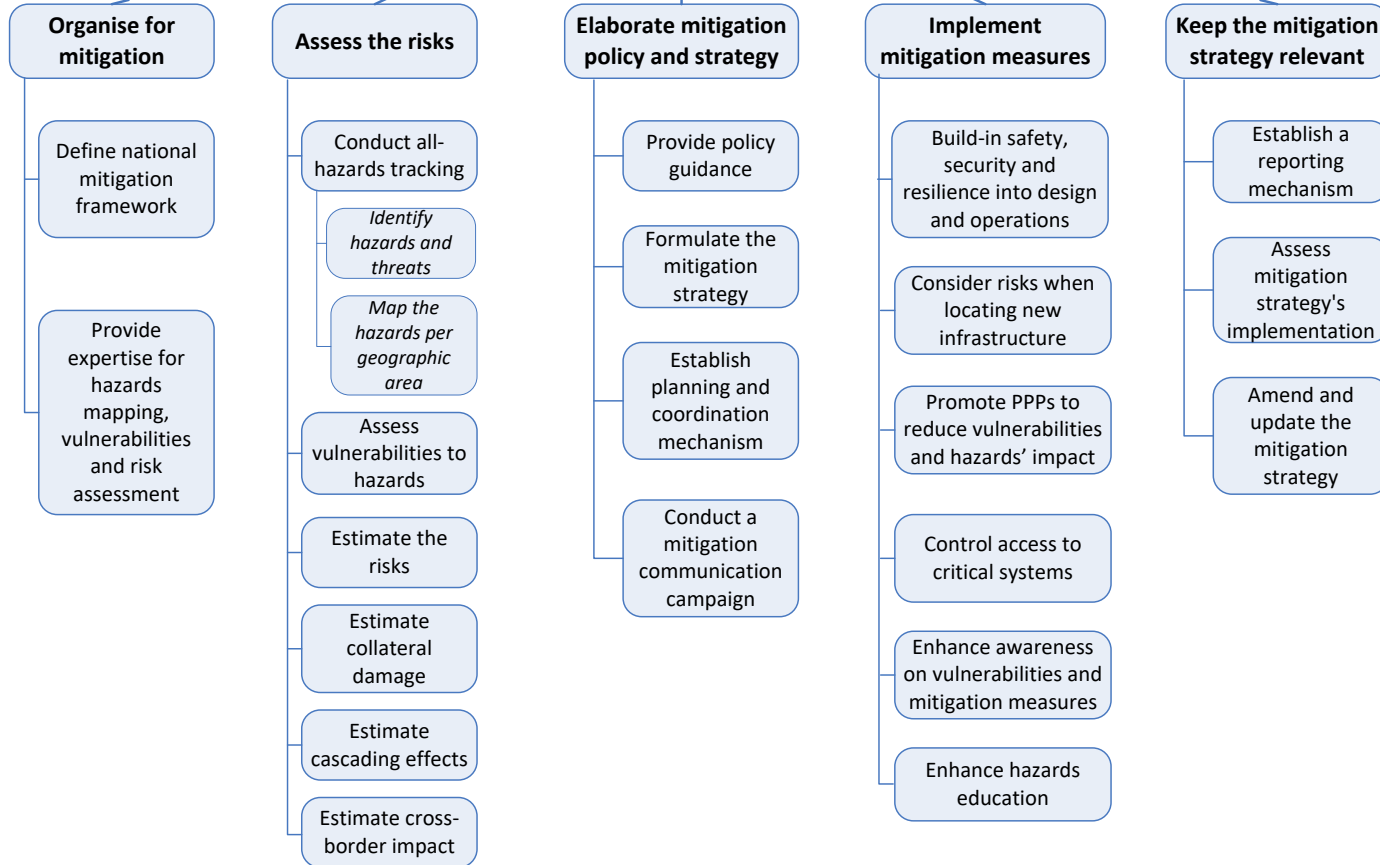 Organise for
mitigation
Define national
mitigation
framework
Provide
expertise for
hazards
mapping,
vulnerabilities
and risk
assessment
Assess the risks
Conduct all-
hazards tracking
Identify
hazards and
threats
Map the
hazards per
geographic
area
Assess
vulnerabilities to
hazards
Estimate the
risks
Estimate
collateral
damage
Estimate
cascading effects
Estimate cross-
border impact
Elaborate mitigation
policy and strategy
Provide policy
guidance
Formulate the
mitigation
strategy
Establish
planning and
coordination
mechanism
Conduct a
mitigation
communication
campaign
Implement
mitigation measures
Build-in safety,
security and
resilience into design
and operations
Consider risks when
locating new
infrastructure
Promote PPPs to
reduce vulnerabilities
and hazards’ impact
Control access to
critical systems
Enhance awareness
on vulnerabilities and
mitigation measures
Enhance hazards
education
Keep the mitigation
strategy relevant
Establish a
reporting
mechanism
Assess
mitigation
strategy's
implementation
Amend and
update the
mitigation
strategy